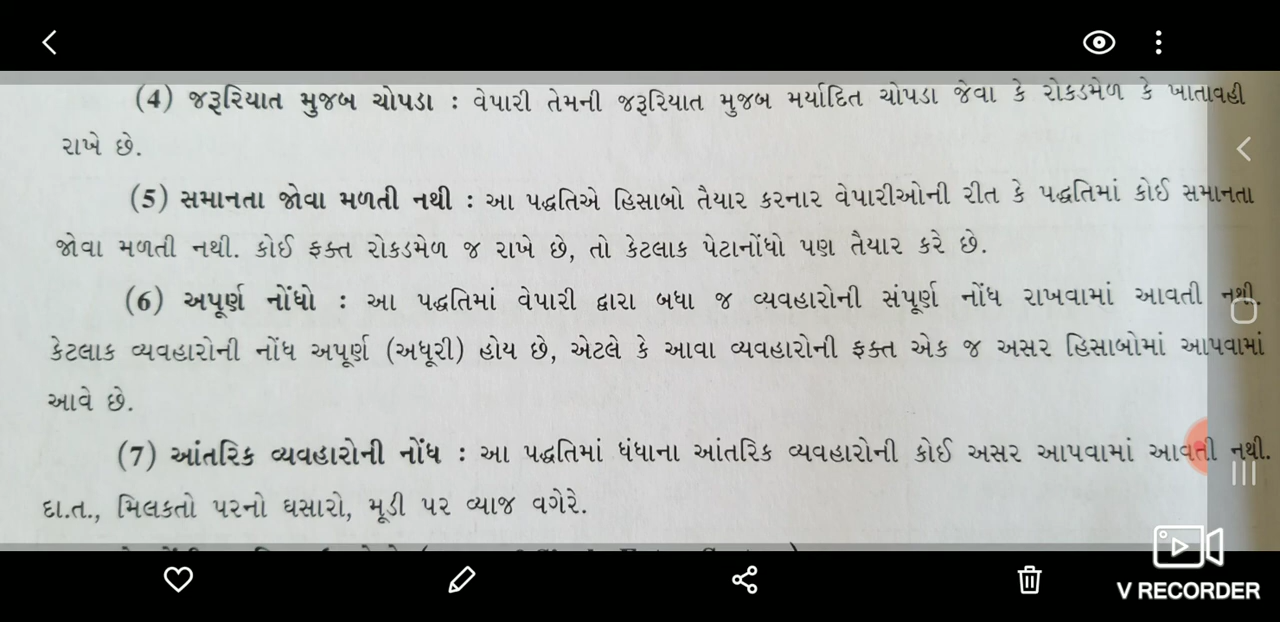 (4) જરૂરિયાત મુજબ ચોપડા : વેપારી તેમની જરૂરિયાત મુજબ મર્યાદિત ચોપડા જેવા કે રોકડમેળ કે ખાતાવહી
રાખે છે.
(5) સમાનતા જોવા મળતી નથી : આ પદ્ધતિએ હિસાબો તૈયાર કરનાર વેપારીઓની રીત કે પદ્ધતિમાં કોઈ સમાનતા
જોવા મળતી નથી. કોઈ ફક્ત રોકડમેળ જ રાખે છે, તો કેટલાક પેટાનોંધો પણ તૈયાર કરે છે.
(6) અપૂર્ણ નોંધો : આ પદ્ધતિમાં વેપારી દ્વારા બધા જ વ્યવહારોની સંપૂર્ણ નોંધ રાખવામાં આવતી નથી.
કેટલાક વ્યવહારોની નોંધ અપૂર્ણ (અધૂરી) હોય છે, એટલે કે આવા વ્યવહારોની ફક્ત એક જ અસર હિસાબોમાં આપવામાં
આવે છે.
(7) આંતરિક વ્યવહારોની નોંધ : આ પદ્ધતિમાં ધંધાના આંતરિક વ્યવહારોની કોઈ અસર આપવામાં આવતી નથી.
દા.ત., મિલકતો પરનો ઘસારો, મૂડી પર વ્યાજ વગેરે.
V RECORDER